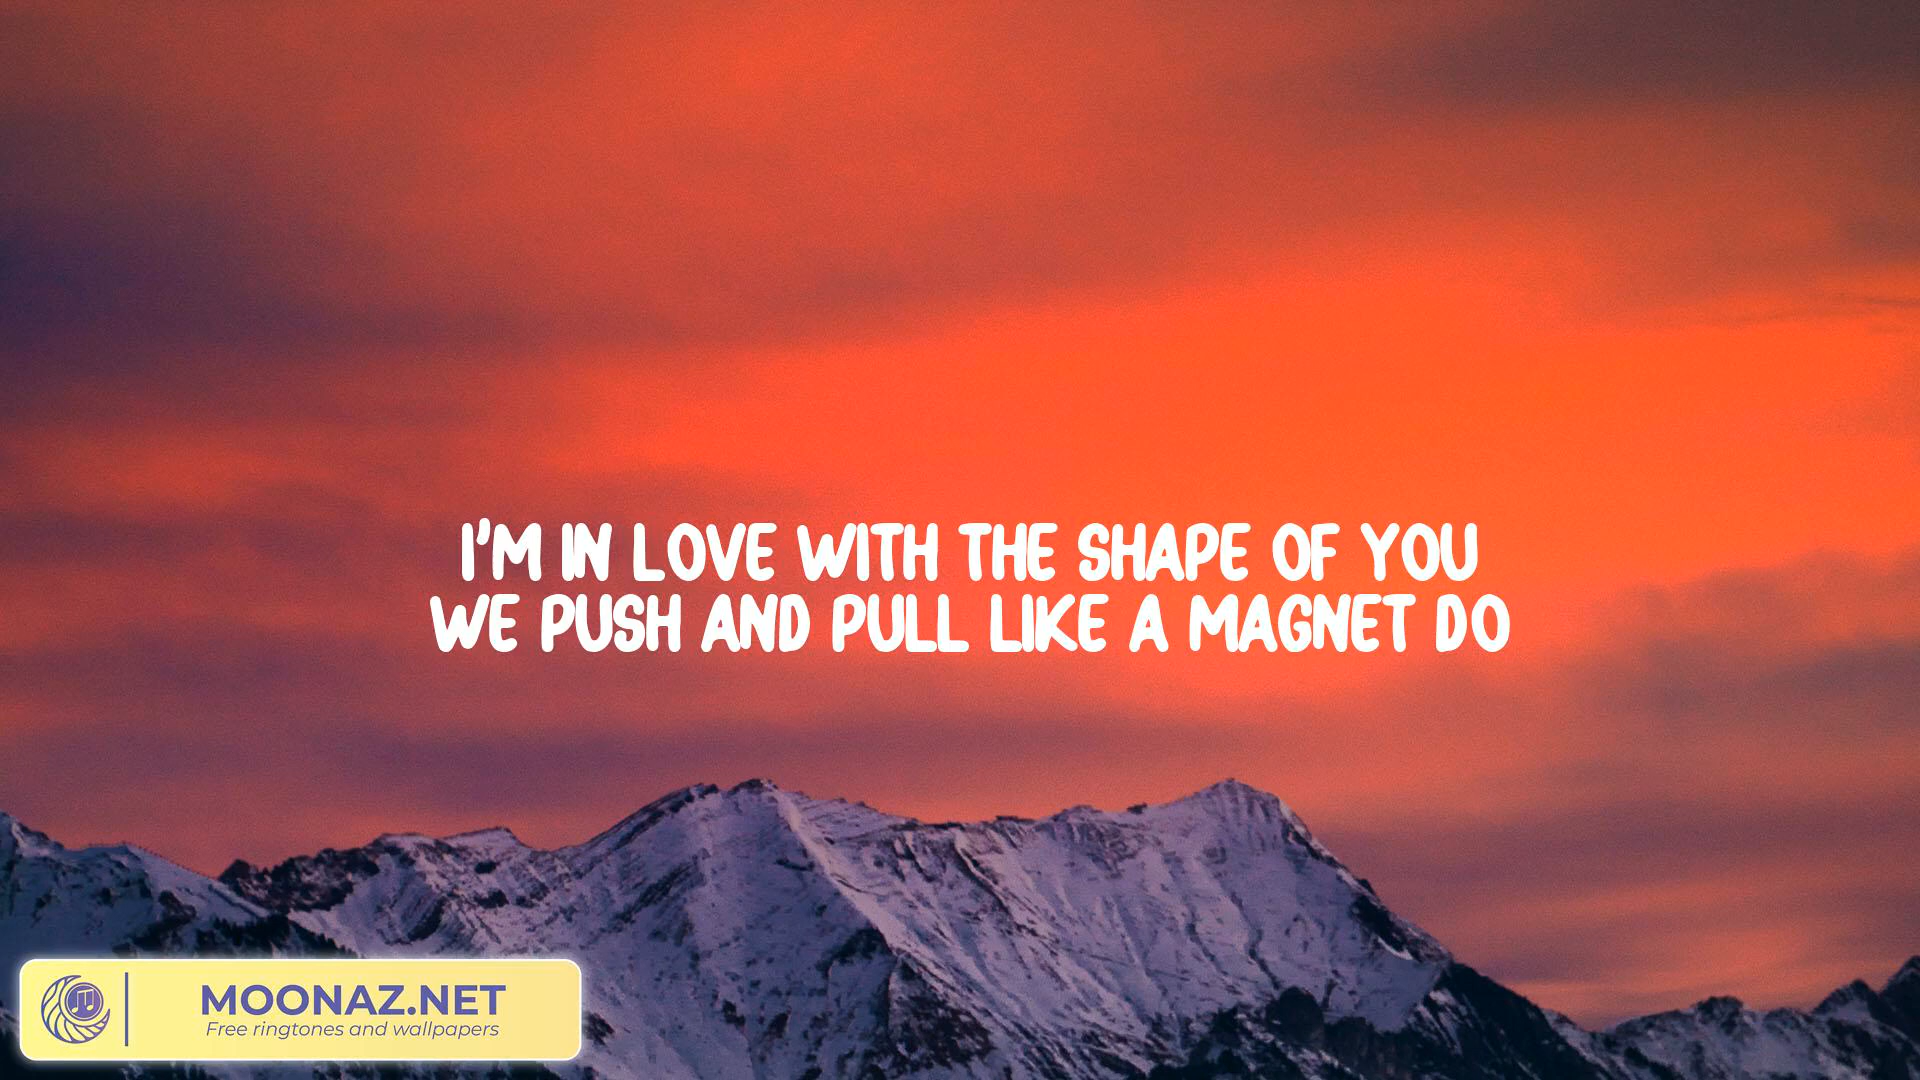 I'M IN LOVE WITH THE SHAPE OF YOU
WE PUSH AND PULL LIKE A MAGNET DO
MOONAZ.NET
Free ringtones and wallpapers